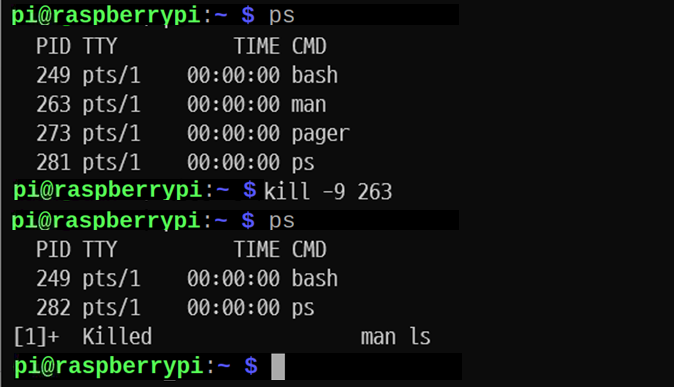 pi@raspberrypi:~ $ ps
  PID TTY          TIME CMD
  249 pts/1    00:00:00 bash
  263 pts/1    00:00:00 man
  273 pts/1    00:00:00 pager
  281 pts/1    00:00:00 ps
pi@raspberrypi:~ $ kill -9 263
pi@raspberrypi:~ $ ps
  PID TTY          TIME CMD
  249 pts/1    00:00:00 bash
  282 pts/1    00:00:00 ps
[1]+  Killed                  man ls
pi@raspberrypi:~ $